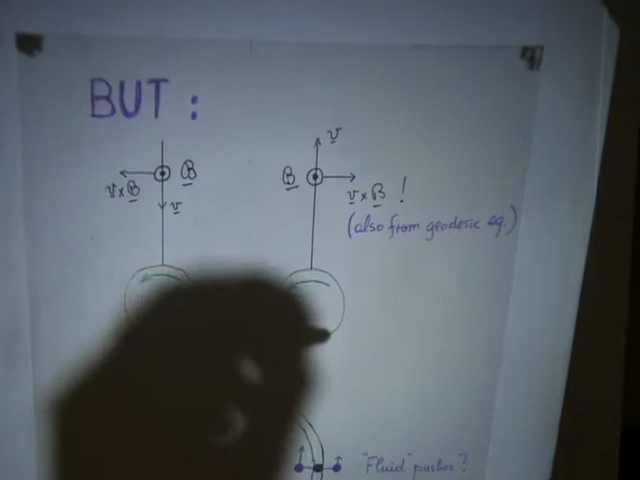 BUT :
v
B B
v × B v × B !
v
(also from geodesic eq.)
"Fluid" pushes?